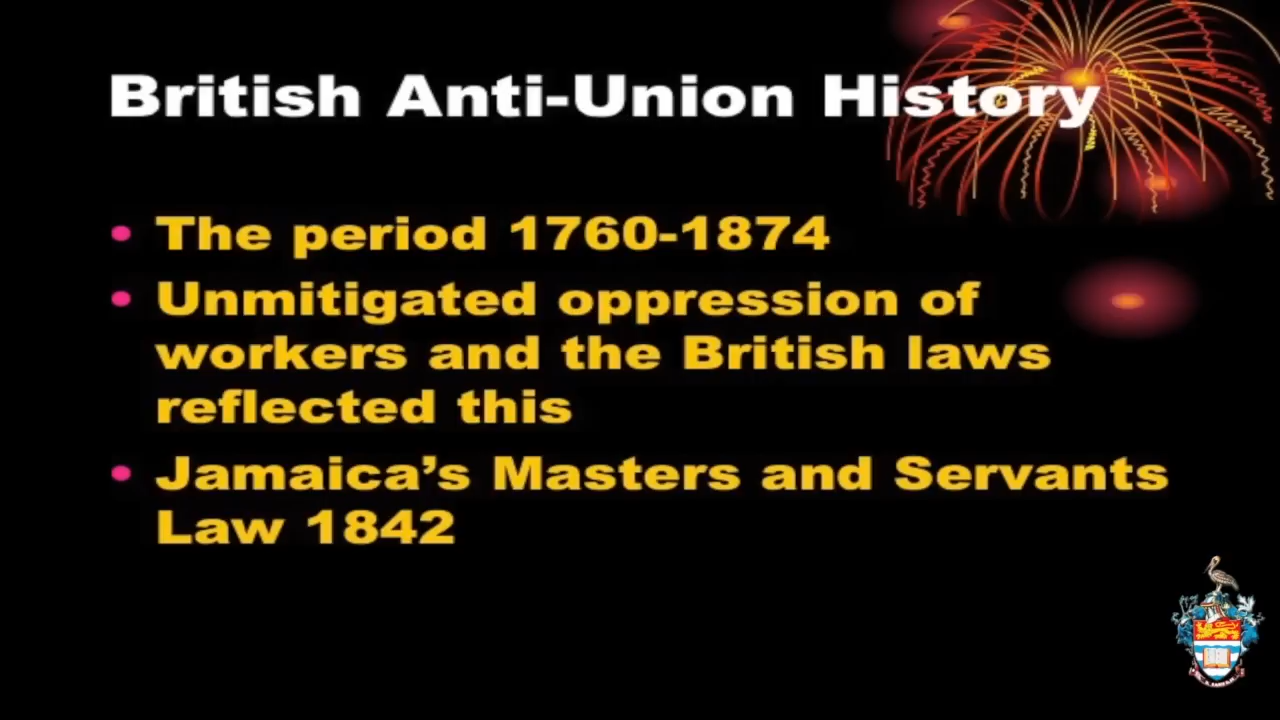 British Anti-Union History
• The period 1760-1874
• Unmitigated oppression of
workers and the British laws
reflected this
• Jamaica’s Masters and Servants
Law 1842